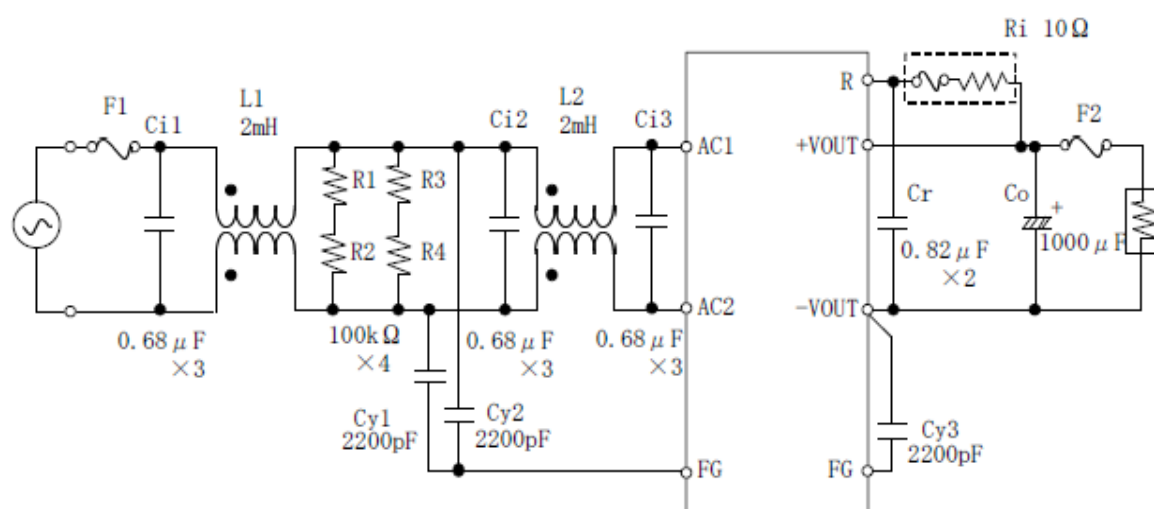 Ri 10Ω
R
F1
L1
2mH
Ci1
Ci2
L2
2mH
Ci3
AC1
+VOUT
F2
R1
R3
R2
R4
Cr
0.82μF
×2
Co
+
1000μF
AC2
-VOUT
0.68μF
×3
100kΩ
×4
0.68μF
×3
0.68μF
×3
Cy1
2200pF
Cy2
2200pF
Cy3
2200pF
FG
FG